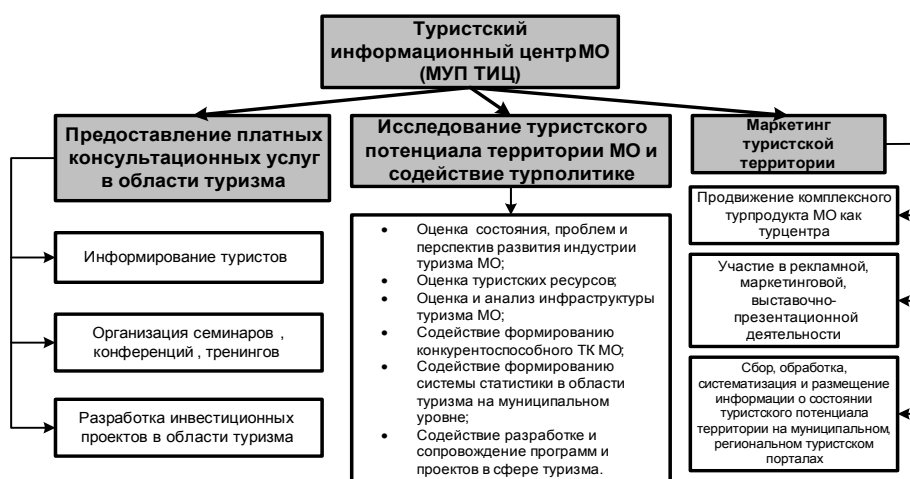 Туристский
информационный центр МО
(МУП ТИЦ)
Предоставление платных
консультационных услуг
в области туризма
Информирование туристов
Организация семинаров ,
конференций , тренингов
Разработка инвестиционных
проектов в области туризма
Исследование туристского
потенциала территории МО и
содействие турполитике
• Оценка состояния, проблем и
перспектив развития индустрии
туризма МО;
• Оценка туристских ресурсов;
• Оценка и анализ инфраструктуры
туризма МО;
• Содействие формированию
конкурентоспособного ТК МО;
• Содействие формированию
системы статистики в области
туризма на муниципальном
уровне;
• Содействие разработке и
сопровождение программ и
проектов в сфере туризма.
Маркетинг
туристской
территории
Продвижение комплексного
турпродукта МО как
турцентра
Участие в рекламной,
маркетинговой,
выставочно-
презентационной
деятельности
Сбор, обработка,
систематизация и размещение
информации о состоянии
туристского потенциала
территории на муниципальном,
региональном туристском
порталах